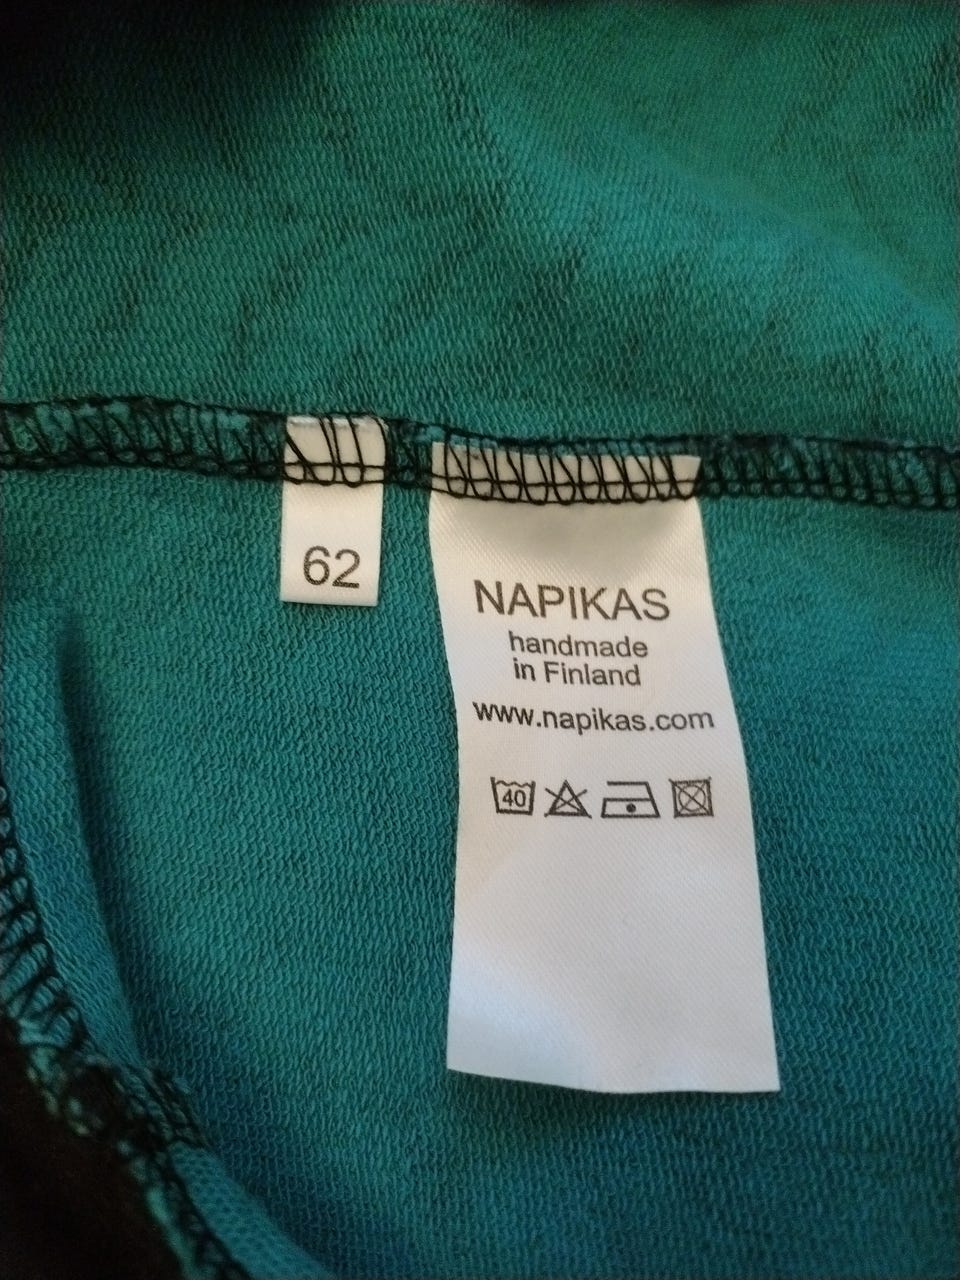 62
NAPIKAS
handmade
in Finland
www.napikas.com
40